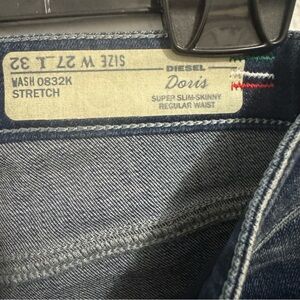 SIZE W 27 L 32
WASH 0832K
STRETCH
DIESEL
Doris
SUPER SLIM-SKINNY
REGULAR WAIST